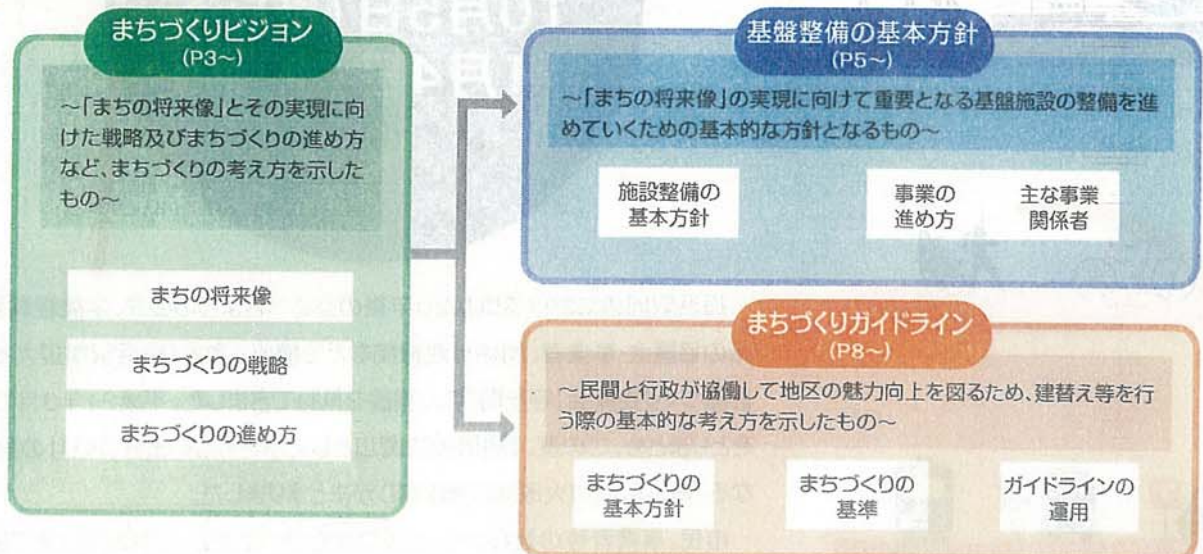 まちづくりビジョン
(P3～)
～「まちの将来像」とその実現に向
けた戦略及びまちづくりの進め方
など、まちづくりの考え方を示した
もの～
まちの将来像
まちづくりの戦略
まちづくりの進め方
基盤整備の基本方針
(P5～)
～「まちの将来像」の実現に向けて重要となる基盤施設の整備を進
めていくための基本的な方針となるもの～
施設整備の
基本方針
事業の
進め方
主な事業
関係者
まちづくりガイドライン
(P8～)
～民間と行政が協働して地区の魅力向上を図るため、建替え等を行
う際の基本的な考え方を示したもの～
まちづくりの
基本方針
まちづくりの
基準
ガイドラインの
運用